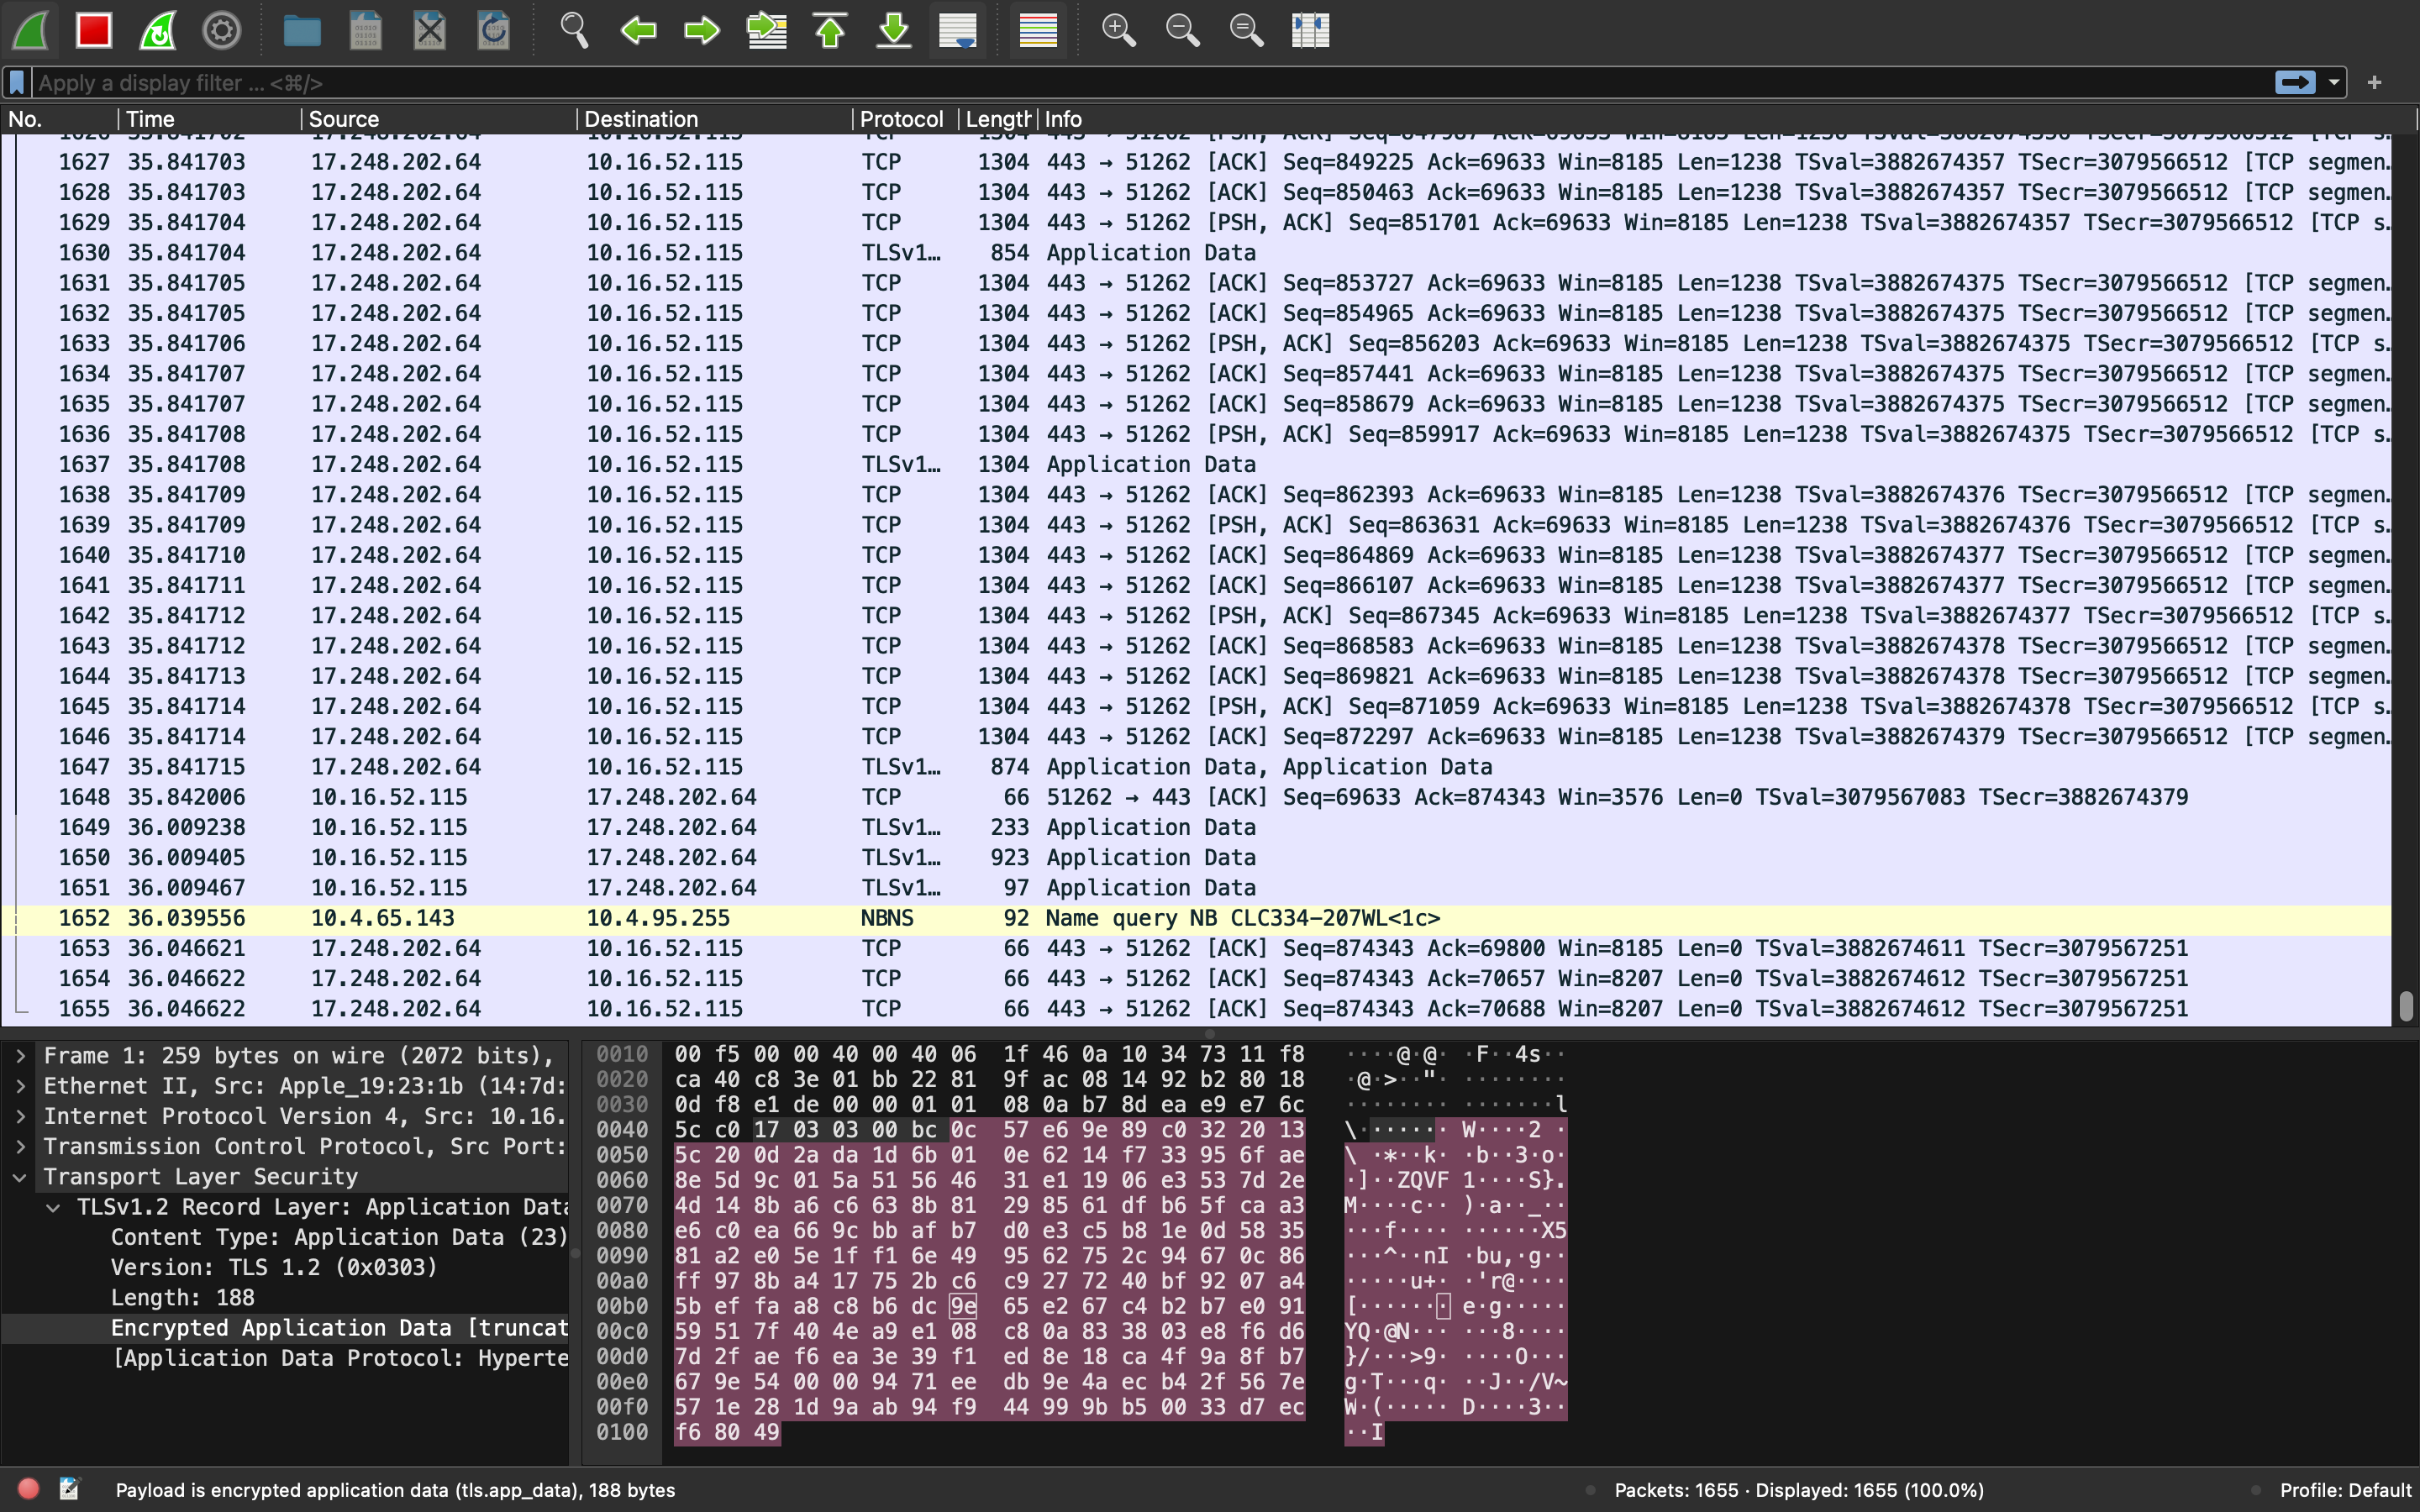 Apply a display filter ... <⌘/>
No. Time Source Destination Protocol Length Info
1627 35.841703 17.248.202.64 10.16.52.115 TCP 1304 443 → 51262 [ACK] Seq=849225 Ack=69633 Win=8185 Len=1238 TSval=3882674357 TSecr=3079566512 [TCP segmen…
1628 35.841703 17.248.202.64 10.16.52.115 TCP 1304 443 → 51262 [ACK] Seq=850463 Ack=69633 Win=8185 Len=1238 TSval=3882674357 TSecr=3079566512 [TCP segmen…
1629 35.841704 17.248.202.64 10.16.52.115 TCP 1304 443 → 51262 [PSH, ACK] Seq=851701 Ack=69633 Win=8185 Len=1238 TSval=3882674357 TSecr=3079566512 [TCP s…
1630 35.841704 17.248.202.64 10.16.52.115 TLSv1… 854 Application Data
1631 35.841705 17.248.202.64 10.16.52.115 TCP 1304 443 → 51262 [ACK] Seq=853727 Ack=69633 Win=8185 Len=1238 TSval=3882674375 TSecr=3079566512 [TCP segmen…
1632 35.841705 17.248.202.64 10.16.52.115 TCP 1304 443 → 51262 [ACK] Seq=854965 Ack=69633 Win=8185 Len=1238 TSval=3882674375 TSecr=3079566512 [TCP segmen…
1633 35.841706 17.248.202.64 10.16.52.115 TCP 1304 443 → 51262 [PSH, ACK] Seq=856203 Ack=69633 Win=8185 Len=1238 TSval=3882674375 TSecr=3079566512 [TCP s…
1634 35.841707 17.248.202.64 10.16.52.115 TCP 1304 443 → 51262 [ACK] Seq=857441 Ack=69633 Win=8185 Len=1238 TSval=3882674375 TSecr=3079566512 [TCP segmen…
1635 35.841707 17.248.202.64 10.16.52.115 TCP 1304 443 → 51262 [ACK] Seq=858679 Ack=69633 Win=8185 Len=1238 TSval=3882674375 TSecr=3079566512 [TCP segmen…
1636 35.841708 17.248.202.64 10.16.52.115 TCP 1304 443 → 51262 [PSH, ACK] Seq=859917 Ack=69633 Win=8185 Len=1238 TSval=3882674375 TSecr=3079566512 [TCP s…
1637 35.841708 17.248.202.64 10.16.52.115 TLSv1… 1304 Application Data
1638 35.841709 17.248.202.64 10.16.52.115 TCP 1304 443 → 51262 [ACK] Seq=862393 Ack=69633 Win=8185 Len=1238 TSval=3882674376 TSecr=3079566512 [TCP segmen…
1639 35.841709 17.248.202.64 10.16.52.115 TCP 1304 443 → 51262 [PSH, ACK] Seq=863631 Ack=69633 Win=8185 Len=1238 TSval=3882674376 TSecr=3079566512 [TCP s…
1640 35.841710 17.248.202.64 10.16.52.115 TCP 1304 443 → 51262 [ACK] Seq=864869 Ack=69633 Win=8185 Len=1238 TSval=3882674377 TSecr=3079566512 [TCP segmen…
1641 35.841711 17.248.202.64 10.16.52.115 TCP 1304 443 → 51262 [ACK] Seq=866107 Ack=69633 Win=8185 Len=1238 TSval=3882674377 TSecr=3079566512 [TCP segmen…
1642 35.841712 17.248.202.64 10.16.52.115 TCP 1304 443 → 51262 [PSH, ACK] Seq=867345 Ack=69633 Win=8185 Len=1238 TSval=3882674377 TSecr=3079566512 [TCP s…
1643 35.841712 17.248.202.64 10.16.52.115 TCP 1304 443 → 51262 [ACK] Seq=868583 Ack=69633 Win=8185 Len=1238 TSval=3882674378 TSecr=3079566512 [TCP segmen…
1644 35.841713 17.248.202.64 10.16.52.115 TCP 1304 443 → 51262 [ACK] Seq=869821 Ack=69633 Win=8185 Len=1238 TSval=3882674378 TSecr=3079566512 [TCP segmen…
1645 35.841714 17.248.202.64 10.16.52.115 TCP 1304 443 → 51262 [PSH, ACK] Seq=871059 Ack=69633 Win=8185 Len=1238 TSval=3882674378 TSecr=3079566512 [TCP s…
1646 35.841714 17.248.202.64 10.16.52.115 TCP 1304 443 → 51262 [ACK] Seq=872297 Ack=69633 Win=8185 Len=1238 TSval=3882674379 TSecr=3079566512 [TCP segmen…
1647 35.841715 17.248.202.64 10.16.52.115 TLSv1… 874 Application Data, Application Data
1648 35.842006 10.16.52.115 17.248.202.64 TCP 66 51262 → 443 [ACK] Seq=69633 Ack=874343 Win=3576 Len=0 TSval=3079567083 TSecr=3882674379
1649 36.009238 10.16.52.115 17.248.202.64 TLSv1… 233 Application Data
1650 36.009405 10.16.52.115 17.248.202.64 TLSv1… 923 Application Data
1651 36.009467 10.16.52.115 17.248.202.64 TLSv1… 97 Application Data
1652 36.039556 10.4.65.143 10.4.95.255 NBNS 92 Name query NB CLC334-207WL<1c>
1653 36.046621 17.248.202.64 10.16.52.115 TCP 66 443 → 51262 [ACK] Seq=874343 Ack=69800 Win=8185 Len=0 TSval=3882674611 TSecr=3079567251
1654 36.046622 17.248.202.64 10.16.52.115 TCP 66 443 → 51262 [ACK] Seq=874343 Ack=70657 Win=8207 Len=0 TSval=3882674612 TSecr=3079567251
1655 36.046622 17.248.202.64 10.16.52.115 TCP 66 443 → 51262 [ACK] Seq=874343 Ack=70688 Win=8207 Len=0 TSval=3882674612 TSecr=3079567251
Frame 1: 259 bytes on wire (2072 bits),
Ethernet II, Src: Apple_19:23:1b (14:7d:
Internet Protocol Version 4, Src: 10.16.
Transmission Control Protocol, Src Port:
Transport Layer Security
TLSv1.2 Record Layer: Application Data
Content Type: Application Data (23)
Version: TLS 1.2 (0x0303)
Length: 188
Encrypted Application Data [truncat
[Application Data Protocol: Hyperte
0010 00 f5 00 00 40 00 40 06 1f 46 0a 10 34 73 11 f8 ····@·@· ·F··4s··
0020 ca 40 c8 3e 01 bb 22 81 9f ac 08 14 92 b2 80 18 ·@·>··"· ········
0030 0d f8 e1 de 00 00 01 01 08 0a b7 8d ea e9 e7 6c ········ ·······l
0040 5c c0 17 03 03 00 bc 0c 57 e6 9e 89 c0 32 20 13 \······· W····2 ·
0050 5c 20 0d 2a da 1d 6b 01 0e 62 14 f7 33 95 6f ae \ ·*··k· ·b··3·o·
0060 8e 5d 9c 01 5a 51 56 46 31 e1 19 06 e3 53 7d 2e ·]··ZQVF 1····S}.
0070 4d 14 8b a6 c6 63 8b 81 29 85 61 df b6 5f ca a3 M····c·· )·a··_··
0080 e6 c0 ea 66 9c bb af b7 d0 e3 c5 b8 1e 0d 58 35 ···f···· ······X5
0090 81 a2 e0 5e 1f f1 6e 49 95 62 75 2c 94 67 0c 86 ···^··nI ·bu,·g··
00a0 ff 97 8b a4 17 75 2b c6 c9 27 72 40 bf 92 07 a4 ·····u+· ·'r@····
00b0 5b ef fa a8 c8 b6 dc 9e 65 e2 67 c4 b2 b7 e0 91 [······· e·g·····
00c0 59 51 7f 40 4e a9 e1 08 c8 0a 83 38 03 e8 f6 d6 YQ·@N··· ···8····
00d0 7d 2f ae f6 ea 3e 39 f1 ed 8e 18 ca 4f 9a 8f b7 }/···>9· ····O···
00e0 67 9e 54 00 00 94 71 ee db 9e 4a ec b4 2f 56 7e g·T···q· ··J··/V~
00f0 57 1e 28 1d 9a ab 94 f9 44 99 9b b5 00 33 d7 ec W·(····· D····3··
0100 f6 80 49 ··I
Payload is encrypted application data (tls.app_data), 188 bytes
Packets: 1655 · Displayed: 1655 (100.0%)
Profile: Default